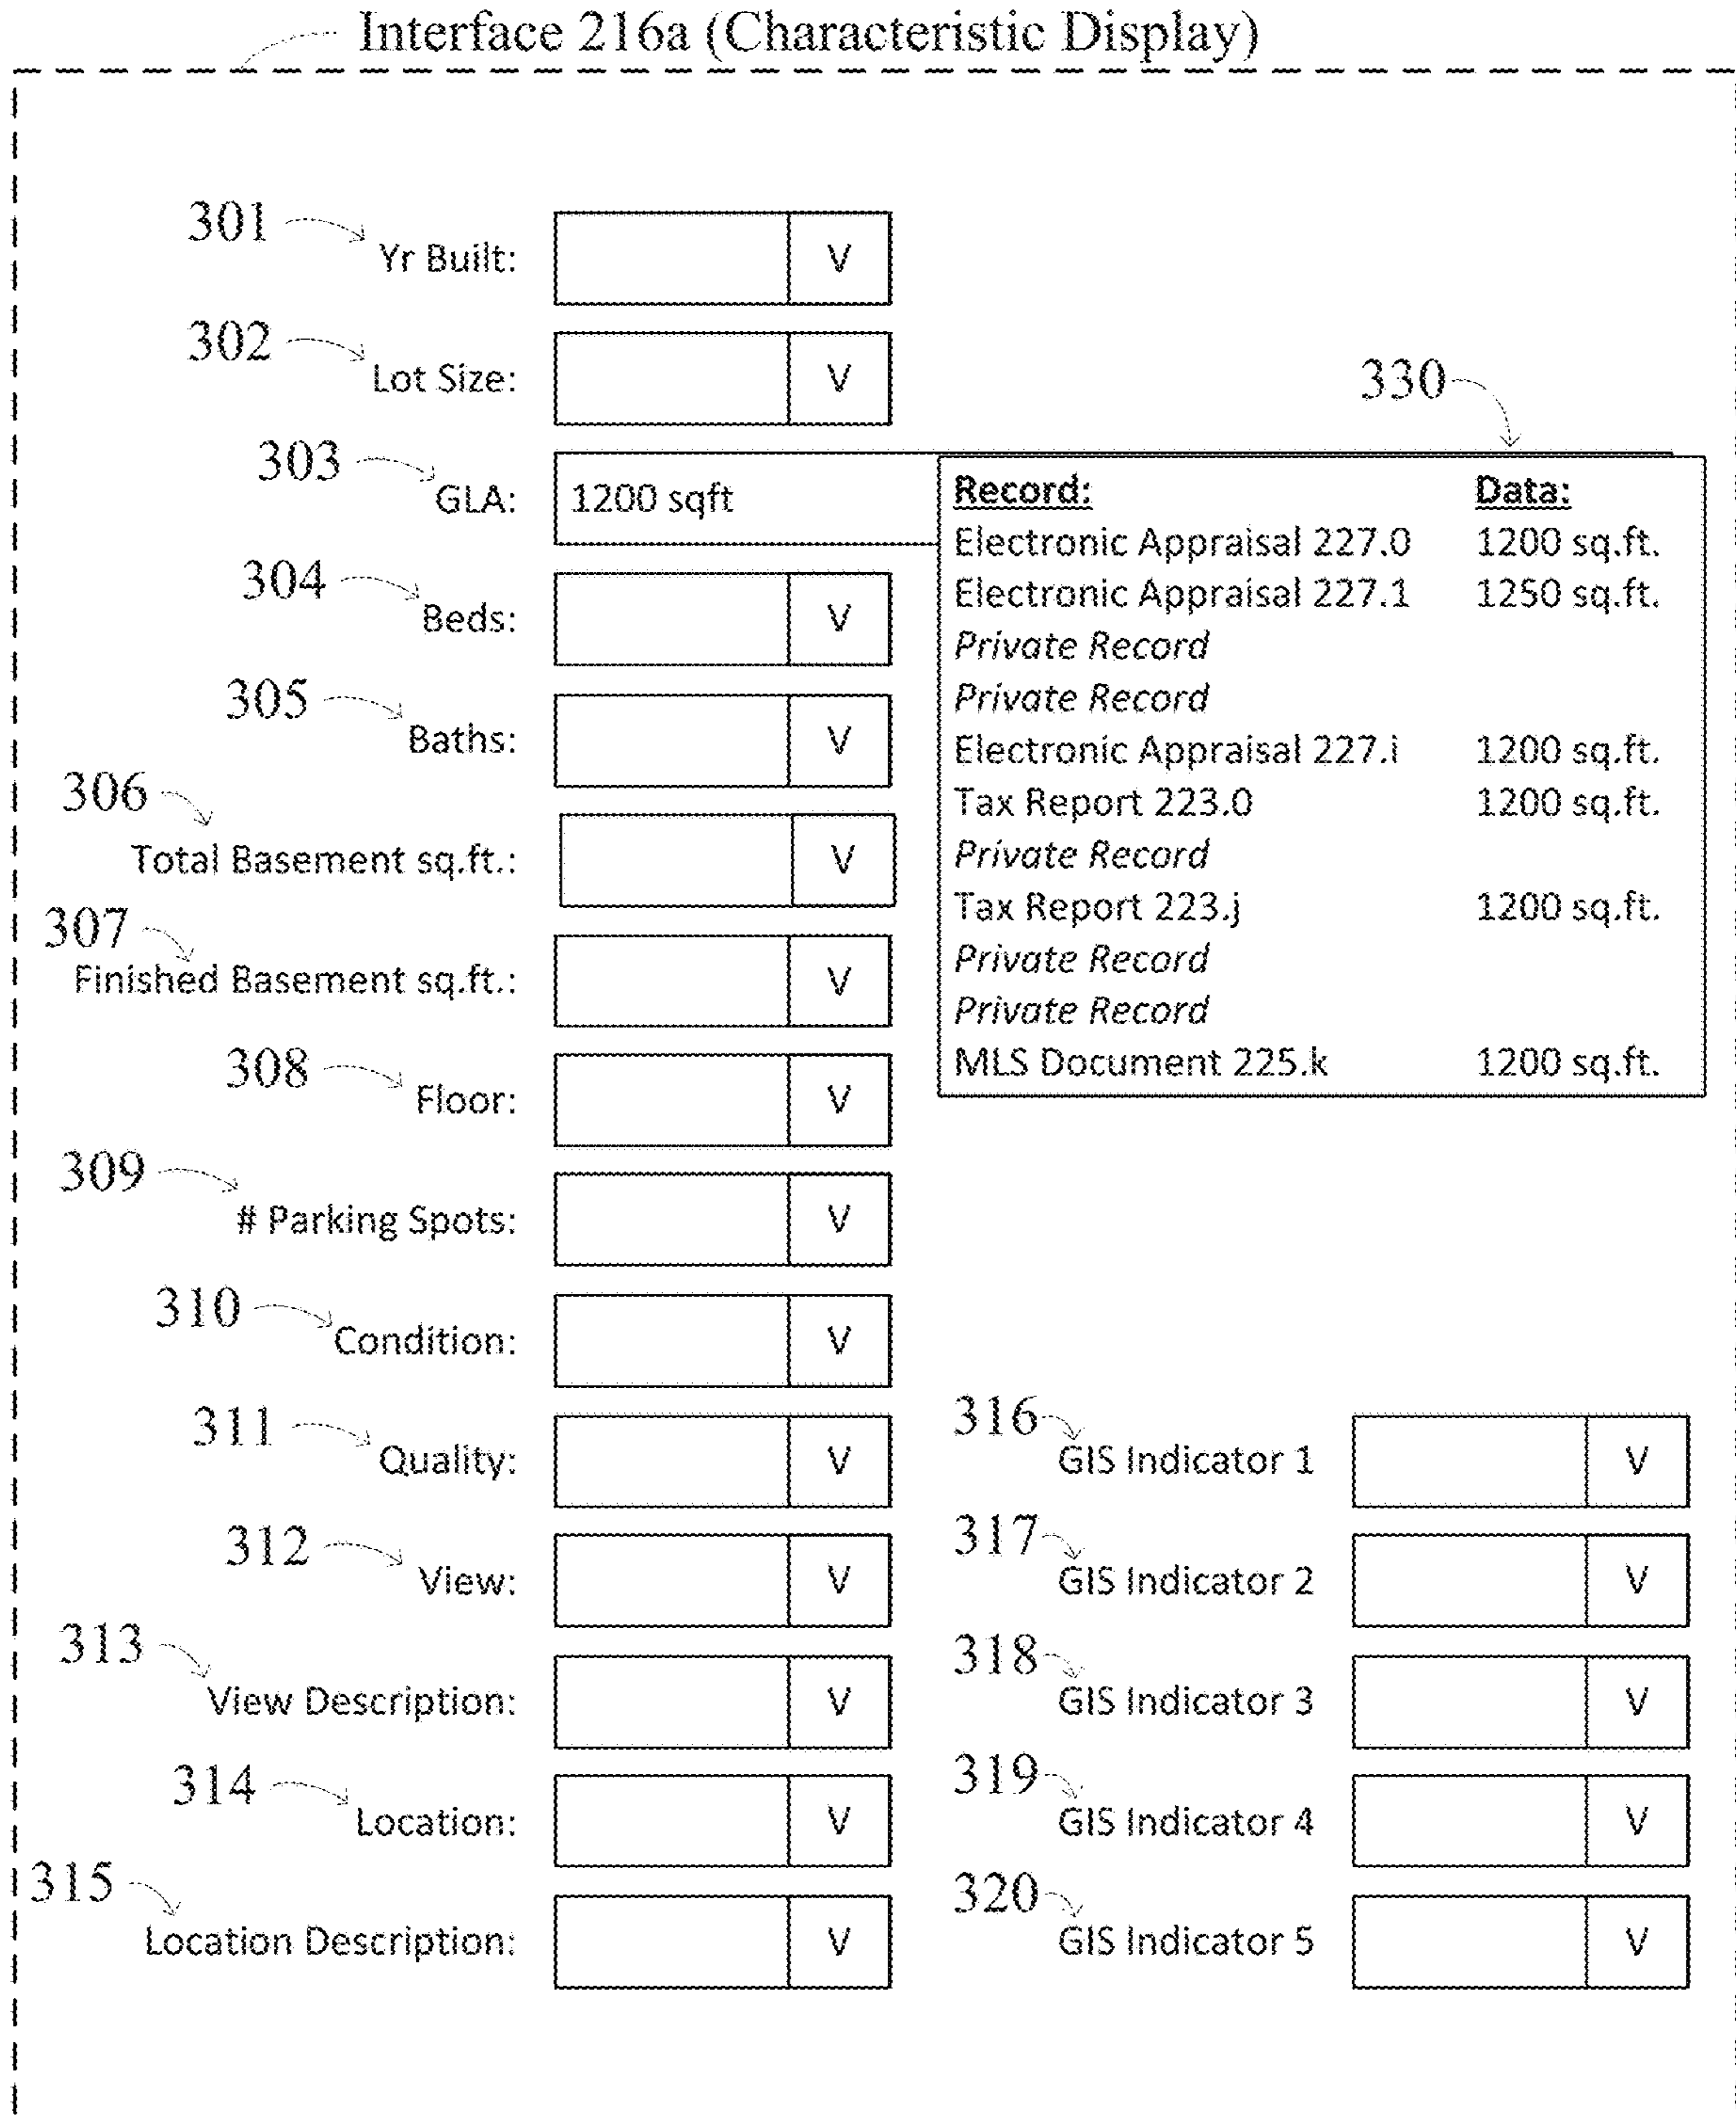 Interface 216a (Characteristic Display)
301
Yr Built: V
302
Lot Size: V
303
GLA: 1200 sqft
304
Beds: V
305
Baths: V
306
Total Basement sq.ft.: V
307
Finished Basement sq.ft.: V
308
Floor: V
309
# Parking Spots: V
310
Condition: V
311
Quality: V
312
View: V
313
View Description: V
314
Location: V
315
Location Description: V
330
Record: Data:
Electronic Appraisal 227.0 1200 sq.ft.
Electronic Appraisal 227.1 1250 sq.ft.
Private Record
Private Record
Electronic Appraisal 227.i 1200 sq.ft.
Tax Report 223.0 1200 sq.ft.
Private Record
Tax Report 223.j 1200 sq.ft.
Private Record
Private Record
MLS Document 225.k 1200 sq.ft.
316
GIS Indicator 1 V
317
GIS Indicator 2 V
318
GIS Indicator 3 V
319
GIS Indicator 4 V
320
GIS Indicator 5 V